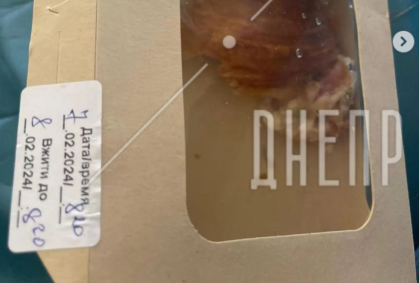 Дата/время
7 .02.2024/ 8:20
Вжити до
8 .02.2024/ 8:20
ДНЕПР